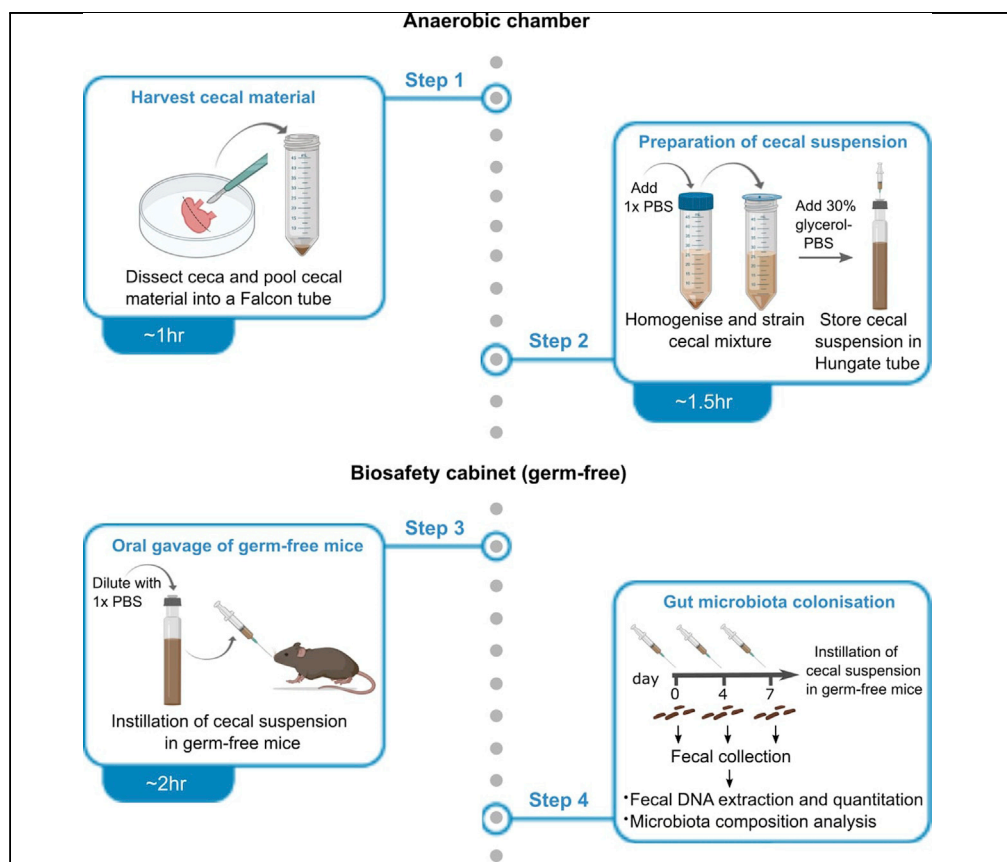 Anaerobic chamber
Step 1
Harvest cecal material
Dissect ceca and pool cecal
material into a Falcon tube
~1hr
Preparation of cecal suspension
Add
1x PBS
Add 30%
glycerol-
PBS
Homogenise and strain
cecal mixture
Store cecal
suspension in
Hungate tube
Step 2
~1.5hr
Biosafety cabinet (germ-free)
Step 3
Oral gavage of germ-free mice
Dilute with
1x PBS
Instillation of cecal suspension
in germ-free mice
~2hr
Gut microbiota colonisation
Instillation of
cecal suspension
in germ-free mice
day
0 4 7
Fecal collection
•Fecal DNA extraction and quantitation
•Microbiota composition analysis
Step 4